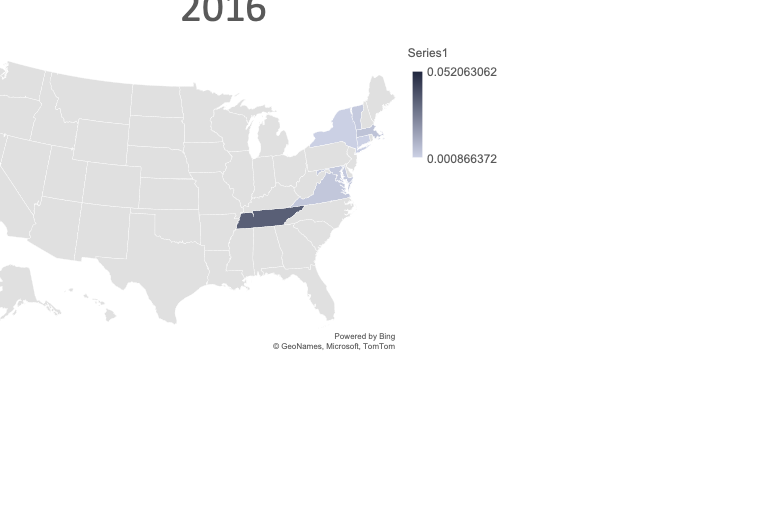 2016
Series1
0.052063062
0.000866372
Powered by Bing
© GeoNames, Microsoft, TomTom